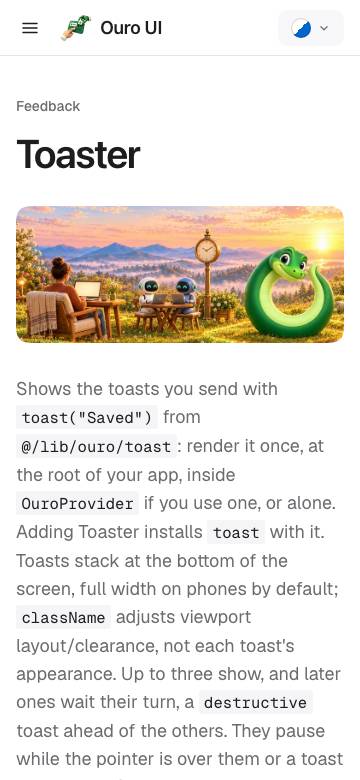 Ouro UI
Feedback
Toaster
Shows the toasts you send with
toast("Saved") from
@/lib/ouro/toast: render it once, at
the root of your app, inside
OuroProvider if you use one, or alone.
Adding Toaster installs toast with it.
Toasts stack at the bottom of the
screen, full width on phones by default;
className adjusts viewport
layout/clearance, not each toast's
appearance. Up to three show, and later
ones wait their turn, a destructive
toast ahead of the others. They pause
while the pointer is over them or a toast